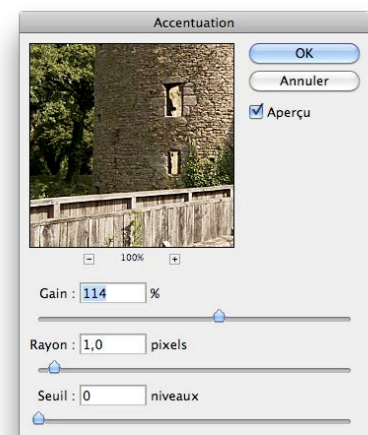 Accentuation
OK
Annuler
Aperçu
100%
Gain : 114 %
Rayon : 1,0 pixels
Seuil : 0 niveaux